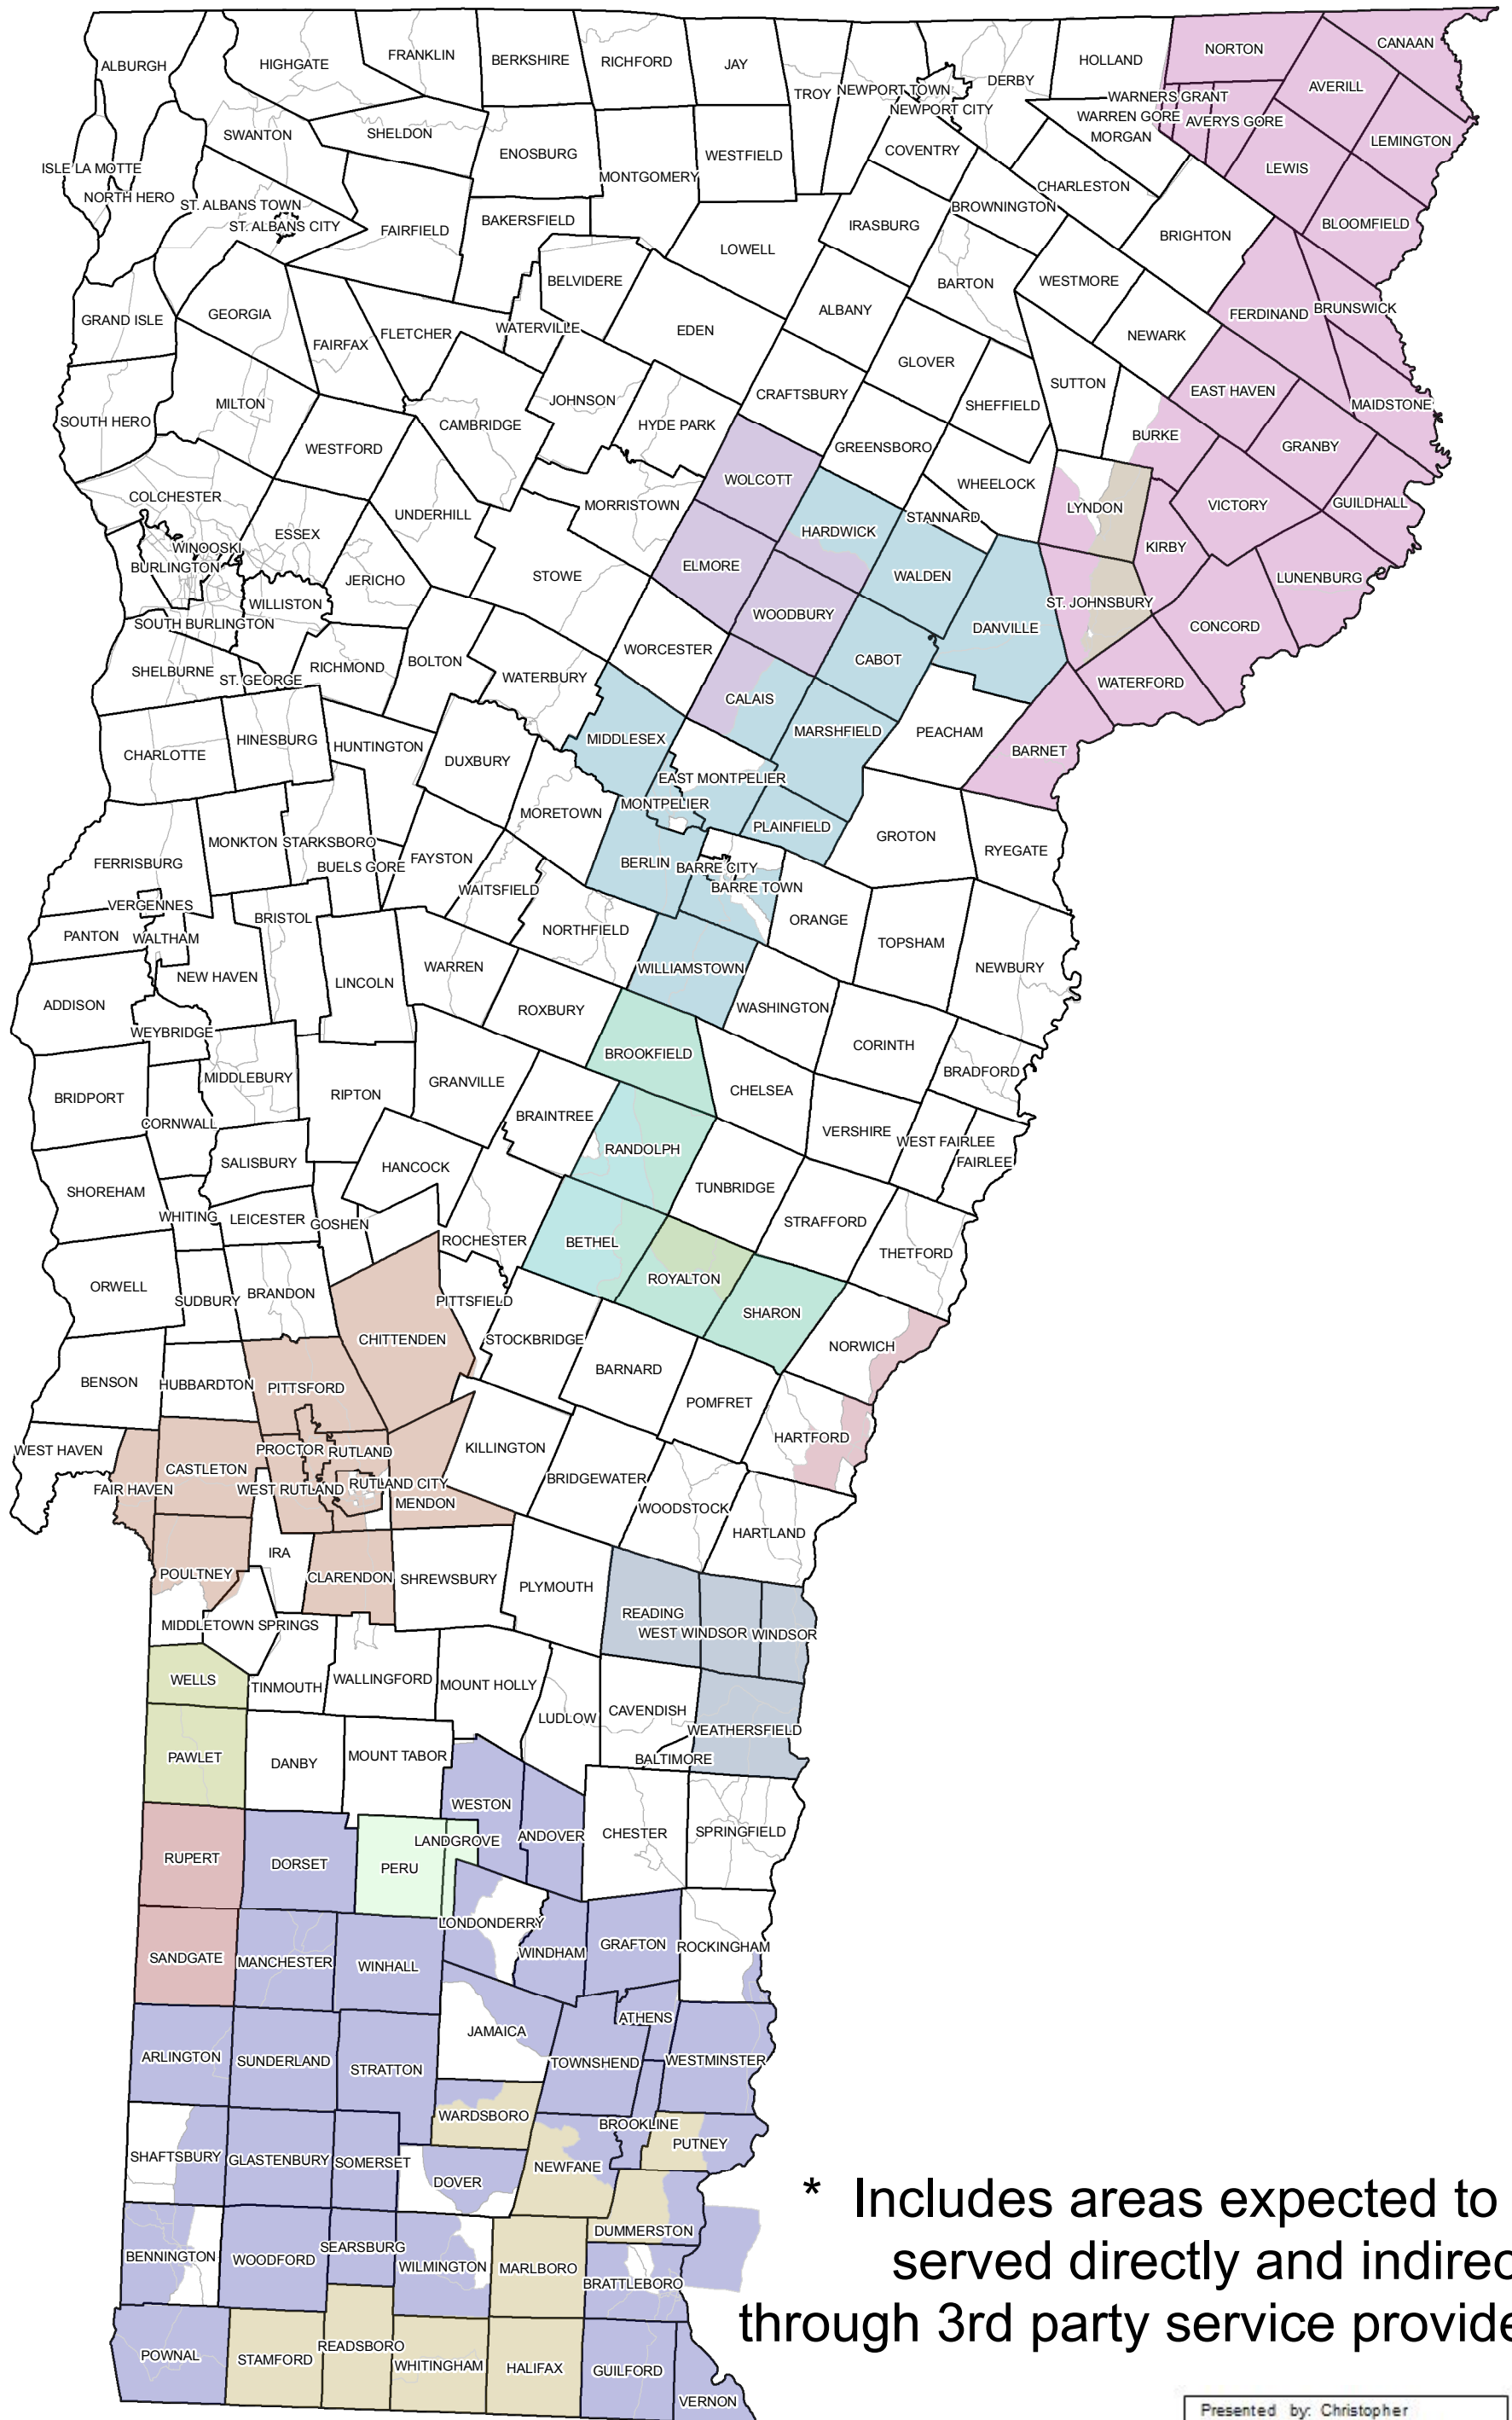 ALBURGH
HIGHGATE
FRANKLIN
BERKSHIRE
RICHFORD
JAY
TROY
NEWPORT TOWN
NEWPORT CITY
DERBY
HOLLAND
NORTON
CANAAN
AVERILL
WARNERS GRANT
WARREN GORE
AVERYS GORE
MORGAN
LEMINGTON
LEWIS
SWANTON
SHELDON
ENOSBURG
MONTGOMERY
WESTFIELD
COVENTRY
CHARLESTON
BROWNINGTON
ISLE LA MOTTE
NORTH HERO
ST. ALBANS TOWN
ST. ALBANS CITY
FAIRFIELD
BAKERSFIELD
LOWELL
IRASBURG
BRIGHTON
BLOOMFIELD
BELVIDERE
BARTON
WESTMORE
GRAND ISLE
GEORGIA
FAIRFAX
FLETCHER
WATERVILLE
EDEN
ALBANY
FERDINAND
BRUNSWICK
NEWARK
GLOVER
SUTTON
EAST HAVEN
MAIDSTONE
SOUTH HERO
MILTON
CAMBRIDGE
JOHNSON
HYDE PARK
CRAFTSBURY
SHEFFIELD
WESTFORD
GREENSBORO
BURKE
GRANBY
WOLCOTT
WHEELOCK
LYNDON
VICTORY
GUILDHALL
COLCHESTER
UNDERHILL
MORRISTOWN
STANNARD
HARDWICK
ESSEX
WINOOSKI
BURLINGTON
JERICHO
STOWE
ELMORE
WALDEN
KIRBY
LUNENBURG
WILLISTON
WOODBURY
ST. JOHNSBURY
SOUTH BURLINGTON
DANVILLE
CONCORD
WORCESTER
CABOT
SHELBURNE
ST. GEORGE
RICHMOND
BOLTON
WATERBURY
CALAIS
WATERFORD
CHARLOTTE
HINESBURG
HUNTINGTON
DUXBURY
MIDDLESEX
MARSHFIELD
PEACHAM
BARNET
EAST MONTPELIER
MONTPELIER
MORETOWN
PLAINFIELD
GROTON
RYEGATE
FERRISBURG
MONKTON
STARKSBORO
BUELS GORE
FAYSTON
WAITSFIELD
BERLIN
BARRE CITY
BARRE TOWN
VERGENNES
BRISTOL
NORTHFIELD
ORANGE
TOPSHAM
PANTON
WALTHAM
NEW HAVEN
LINCOLN
WARREN
WILLIAMSTOWN
NEWBURY
ADDISON
ROXBURY
WASHINGTON
WEYBRIDGE
BROOKFIELD
CORINTH
BRADFORD
BRIDPORT
MIDDLEBURY
RIPTON
GRANVILLE
CHELSEA
CORNWALL
BRAINTREE
VERSHIRE
WEST FAIRLEE
FAIRLEE
SALISBURY
HANCOCK
RANDOLPH
SHOREHAM
TUNBRIDGE
WHITING
LEICESTER
GOSHEN
ROCHESTER
BETHEL
STRAFFORD
THETFORD
ORWELL
SUDBURY
BRANDON
PITTSFIELD
ROYALTON
SHARON
CHITTENDEN
STOCKBRIDGE
NORWICH
BENSON
HUBBARDTON
PITTSFORD
BARNARD
POMFRET
WEST HAVEN
CASTLETON
PROCTOR
RUTLAND
KILLINGTON
HARTFORD
FAIR HAVEN
WEST RUTLAND
RUTLAND CITY
MENDON
BRIDGEWATER
WOODSTOCK
HARTLAND
IRA
POULTNEY
CLARENDON
SHREWSBURY
PLYMOUTH
READING
WEST WINDSOR
WINDSOR
MIDDLETOWN SPRINGS
WELLS
TINMOUTH
WALLINGFORD
MOUNT HOLLY
LUDLOW
CAVENDISH
WEATHERSFIELD
BALTIMORE
PAWLET
DANBY
MOUNT TABOR
WESTON
ANDOVER
CHESTER
SPRINGFIELD
RUPERT
DORSET
PERU
LANDGROVE
LONDONDERRY
SANDGATE
MANCHESTER
WINHALL
WINDHAM
GRAFTON
ROCKINGHAM
JAMAICA
ATHENS
ARLINGTON
SUNDERLAND
STRATTON
TOWNSHEND
WESTMINSTER
WARDSBORO
BROOKLINE
PUTNEY
SHAFTSBURY
GLASTENBURY
SOMERSET
DOVER
NEWFANE
DUMMERSTON
BENNINGTON
WOODFORD
SEARSBURG
WILMINGTON
MARLBORO
BRATTLEBORO
POWNAL
STAMFORD
READSBORO
WHITINGHAM
HALIFAX
GUILFORD
VERNON
* Includes areas expected to
served directly and indirec
through 3rd party service provide
Presented by: Christopher